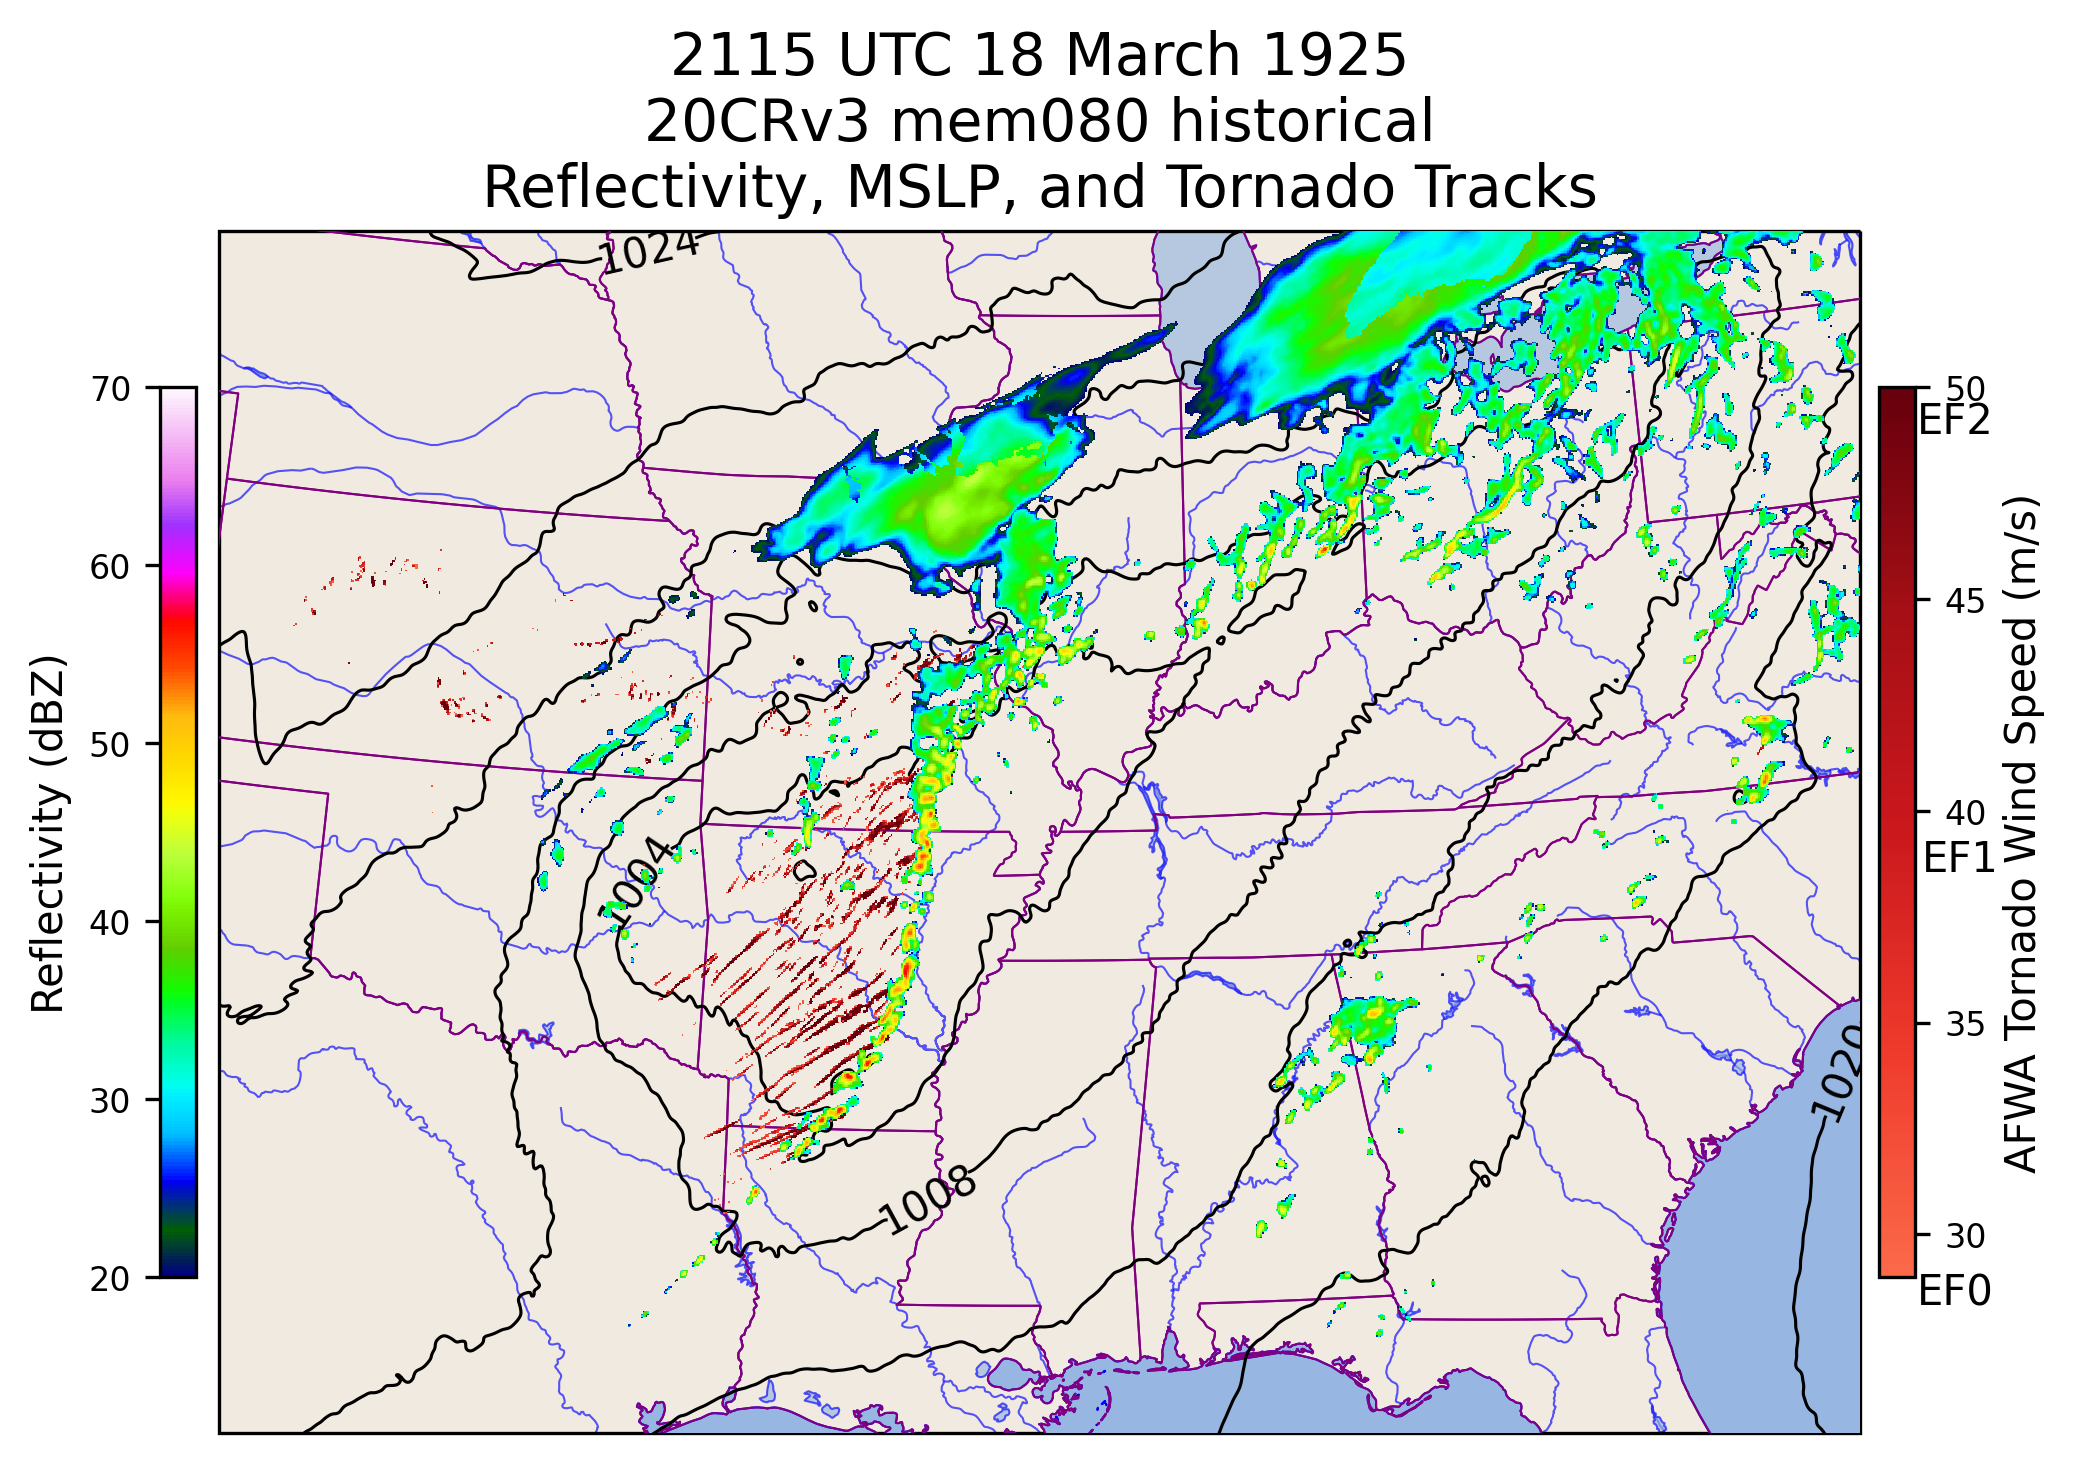 2115 UTC 18 March 1925
20CRv3 mem080 historical
Reflectivity, MSLP, and Tornado Tracks
1024
1004
1008
1020
Reflectivity (dBZ)
70
60
50
40
30
20
50
EF2
45
40
EF1
35
30
EF0
AFWA Tornado Wind Speed (m/s)